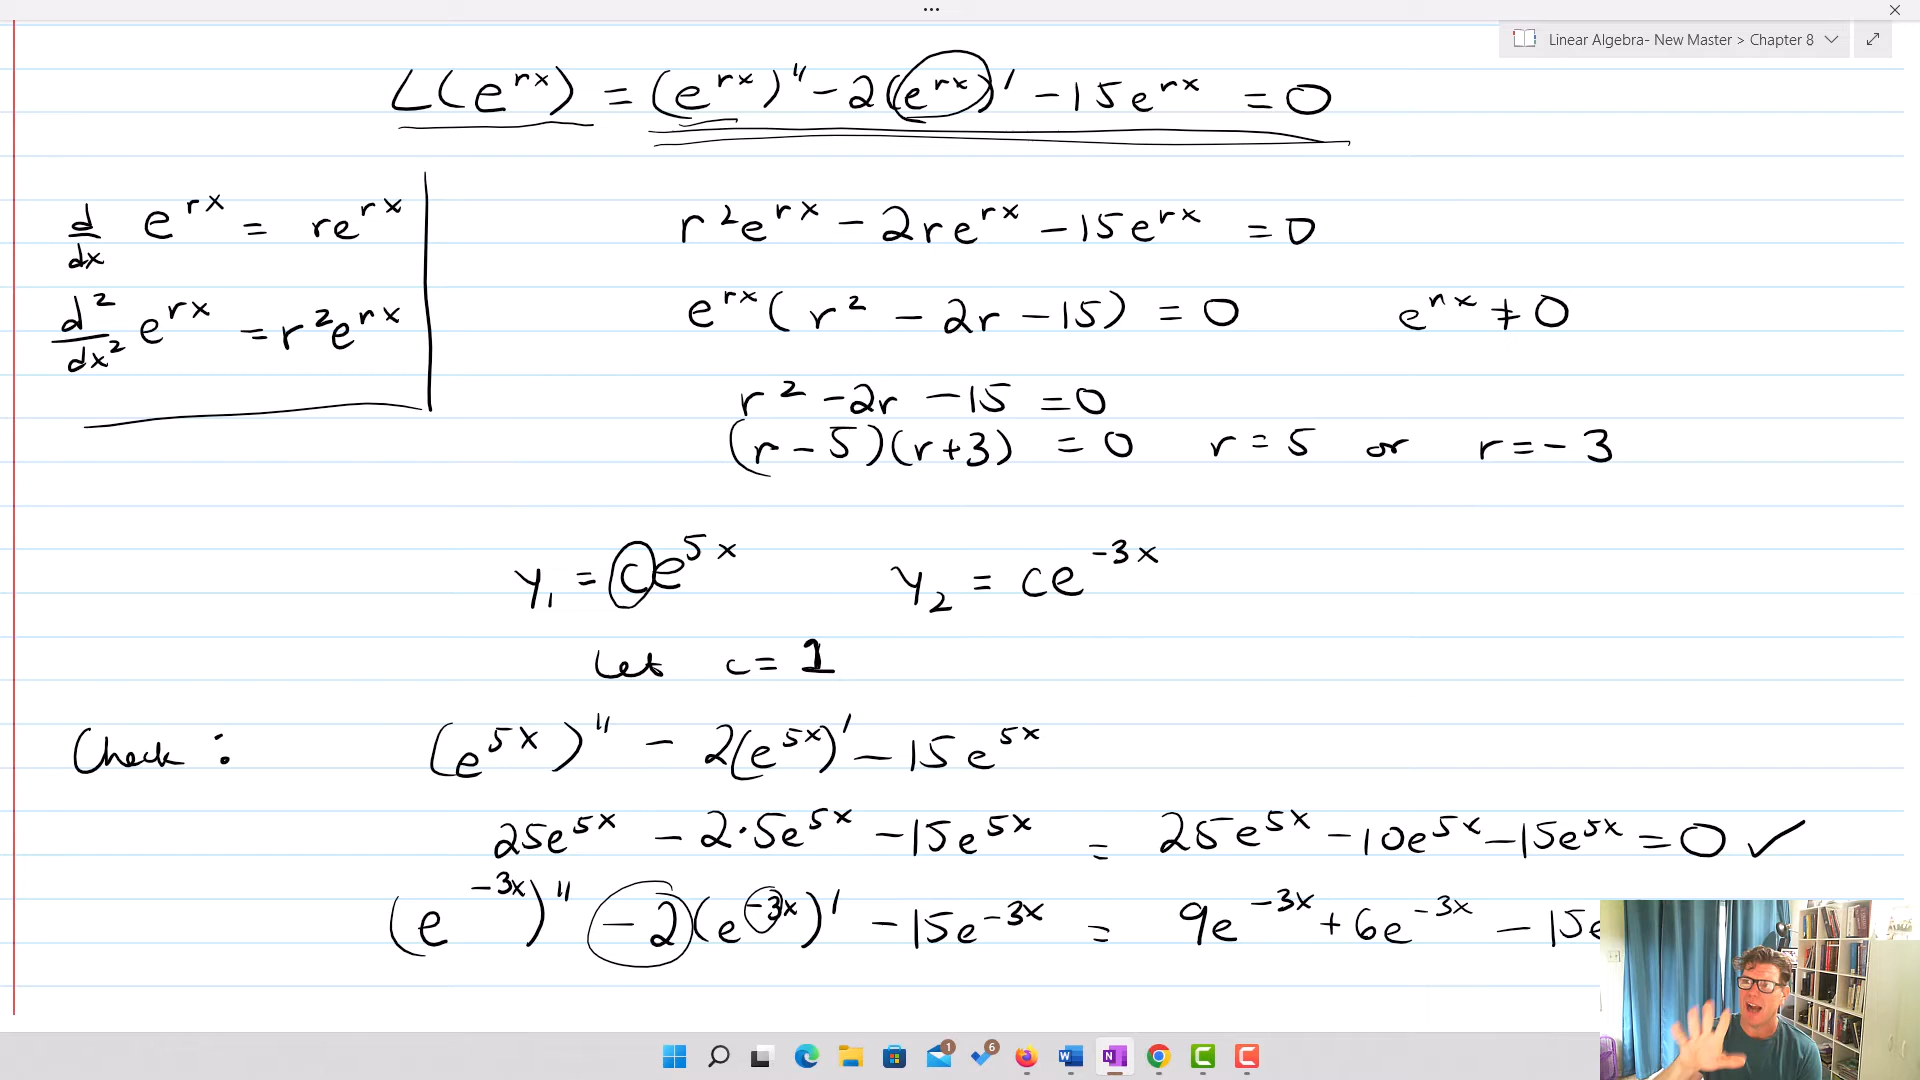 Linear Algebra- New Master > Chapter 8
L(e^{rx}) = (e^{rx})'' - 2(e^{rx})' - 15e^{rx} = 0
d/dx e^{rx} = re^{rx}
d²/dx² e^{rx} = r²e^{rx}
r²e^{rx} - 2re^{rx} - 15e^{rx} = 0
e^{rx}(r² - 2r - 15) = 0 e^{rx} ≠ 0
r² - 2r - 15 = 0
(r - 5)(r + 3) = 0 r = 5 or r = -3
y₁ = ce^{5x} y₂ = ce^{-3x}
Let c = 1
Check : (e^{5x})'' - 2(e^{5x})' - 15e^{5x}
25e^{5x} - 2·5e^{5x} - 15e^{5x} = 25e^{5x} - 10e^{5x} - 15e^{5x} = 0 ✓
(e^{-3x})'' - 2(e^{-3x})' - 15e^{-3x} = 9e^{-3x} + 6e^{-3x} - 15e
1 6